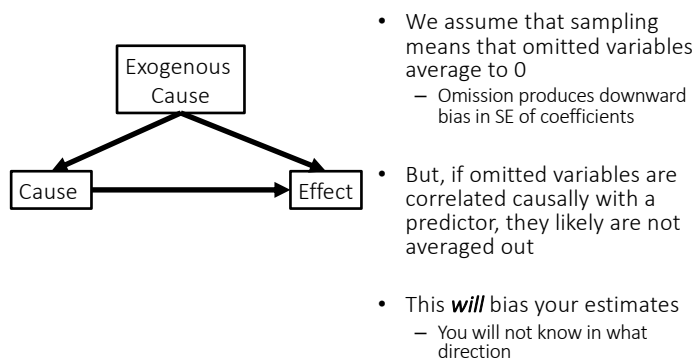 Exogenous
Cause
Cause
Effect
• We assume that sampling
means that omitted variables
average to 0
– Omission produces downward
bias in SE of coefficients
• But, if omitted variables are
correlated causally with a
predictor, they likely are not
averaged out
• This will bias your estimates
– You will not know in what
direction